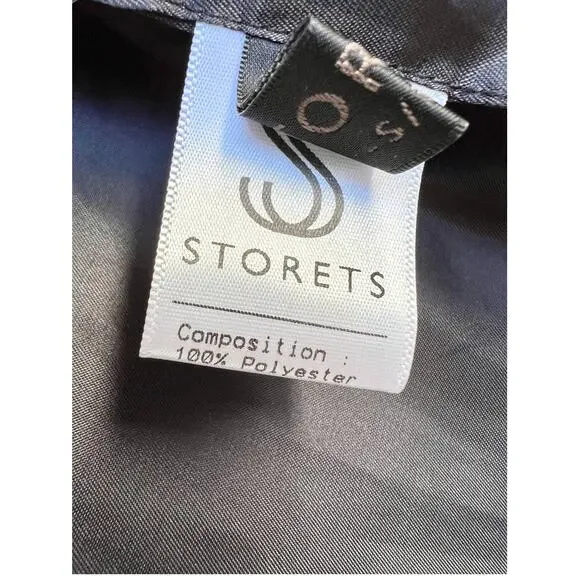 STORETS
Composition :
100% Polyester